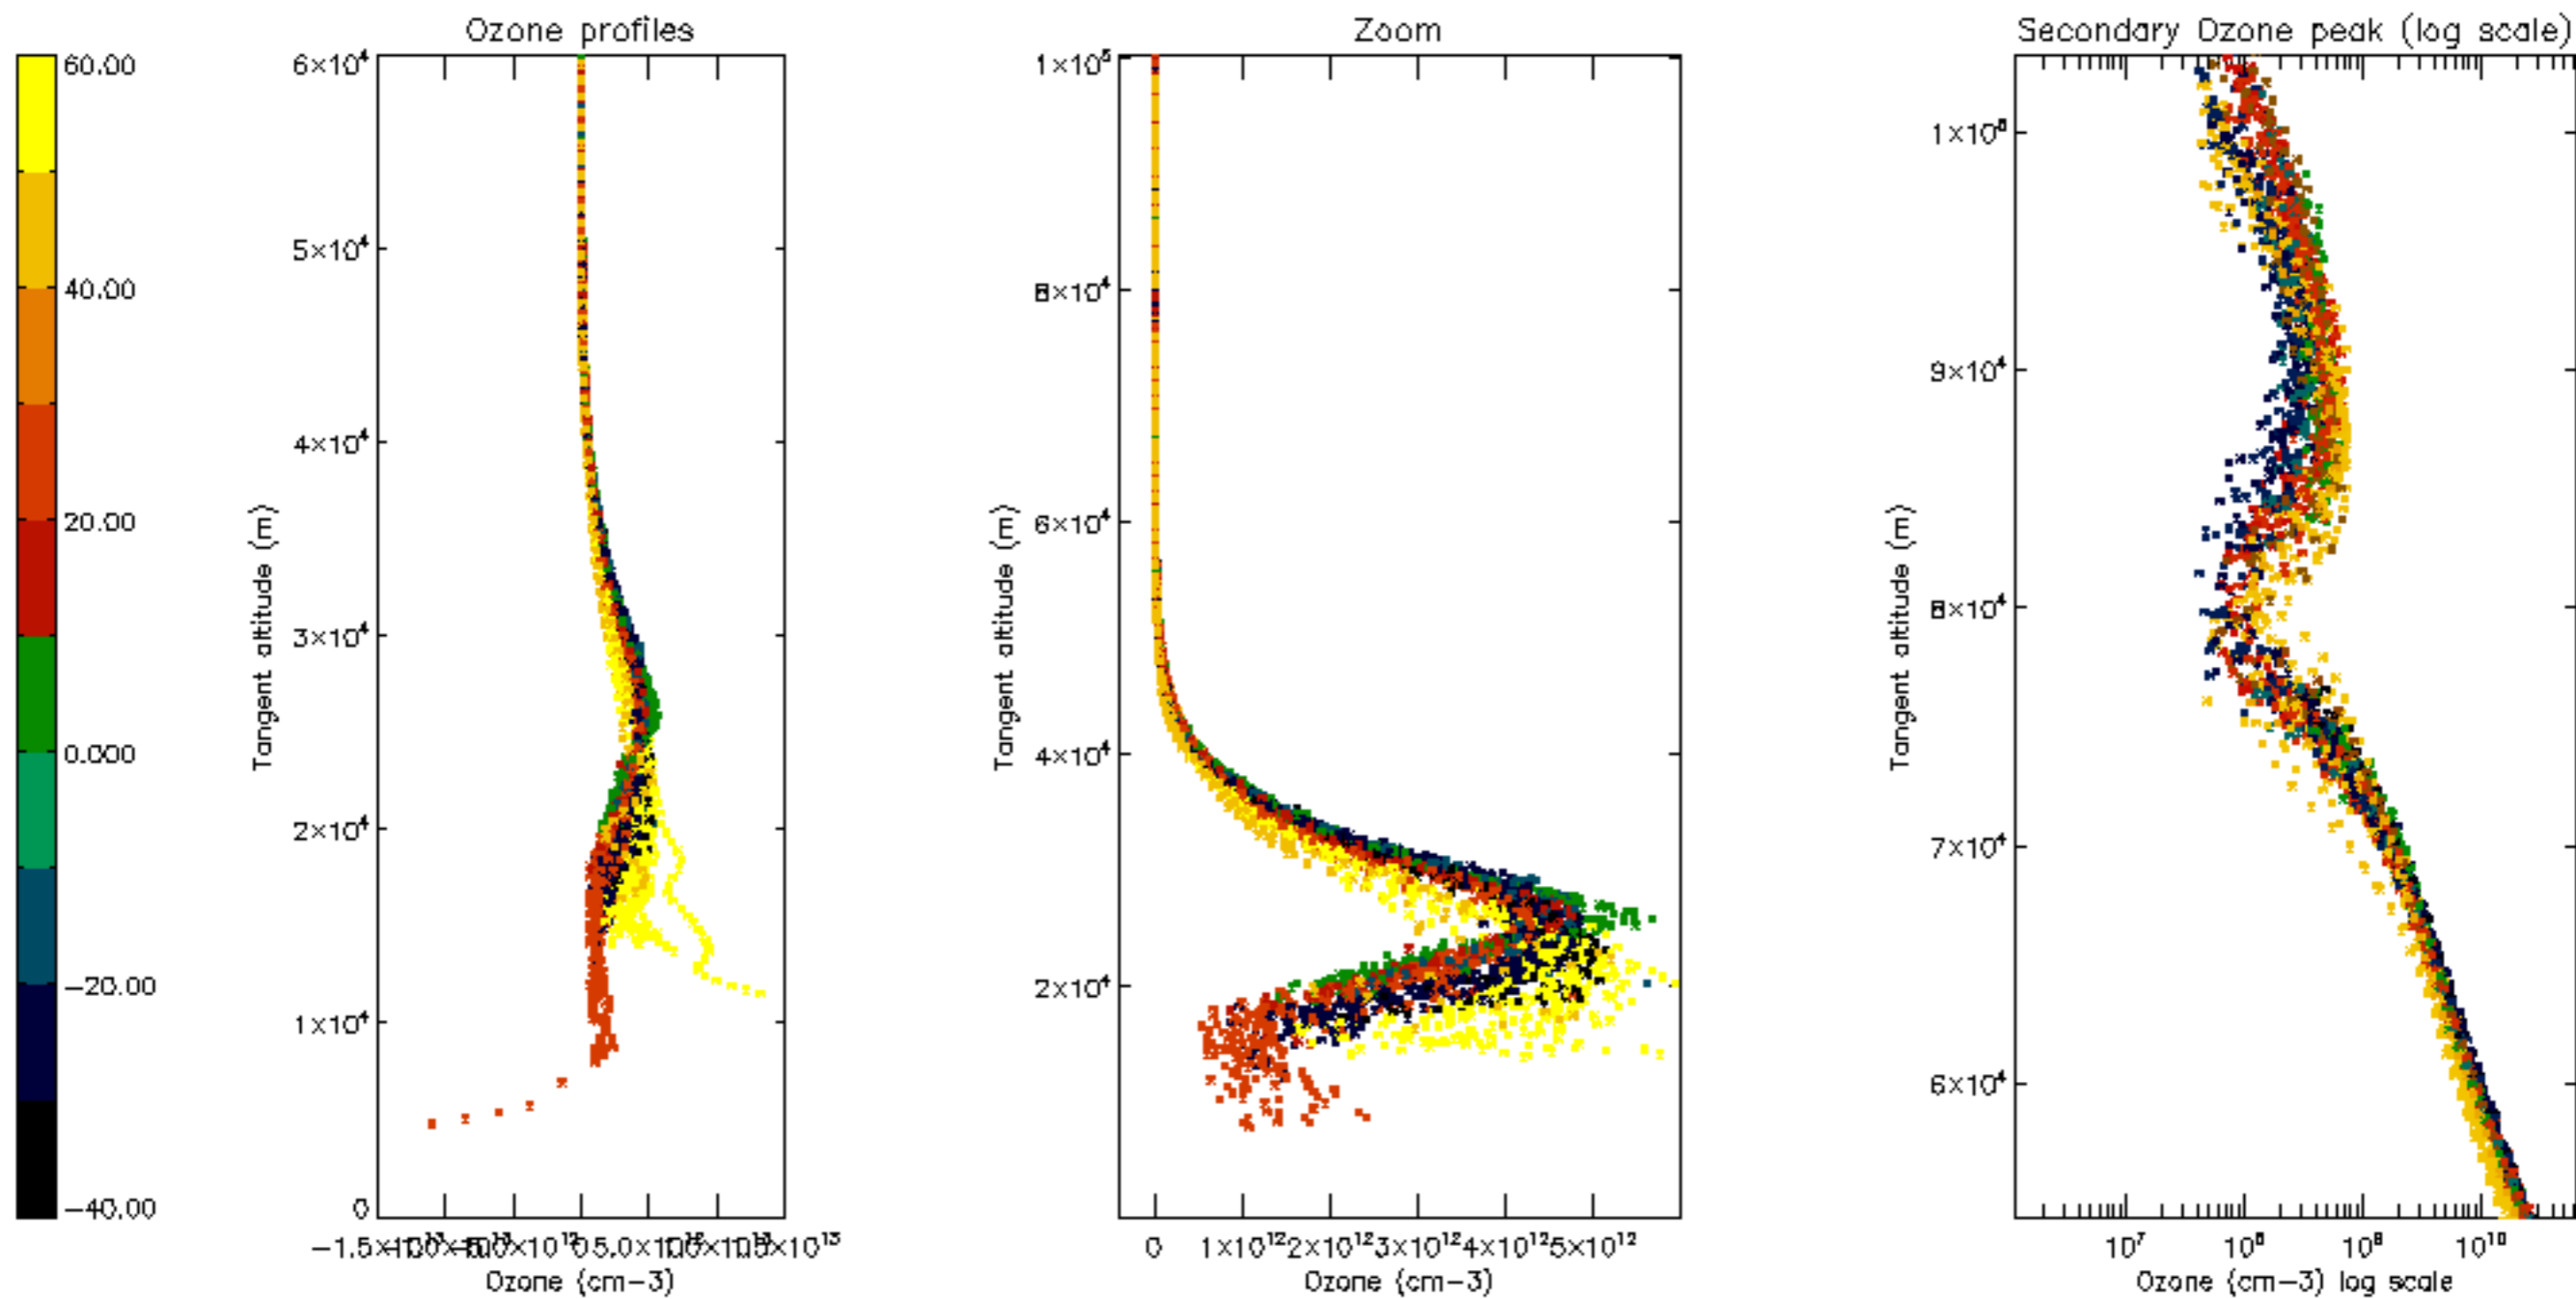 Ozone profiles
Zoom
Secondary Ozone peak (log scale)
60.00
40.00
20.00
0.000
−20.00
−40.00
6×10⁴
5×10⁴
4×10⁴
3×10⁴
2×10⁴
1×10⁴
0
Tangent altitude (m)
Ozone (cm−3)
1×10⁵
8×10⁴
6×10⁴
4×10⁴
2×10⁴
Tangent altitude (m)
0 1×10¹² 2×10¹² 3×10¹² 4×10¹² 5×10¹²
Ozone (cm−3)
9×10⁴
8×10⁴
7×10⁴
6×10⁴
Tangent altitude (m)
10⁷ 10⁸ 10⁹ 10¹⁰
Ozone (cm−3) log scale